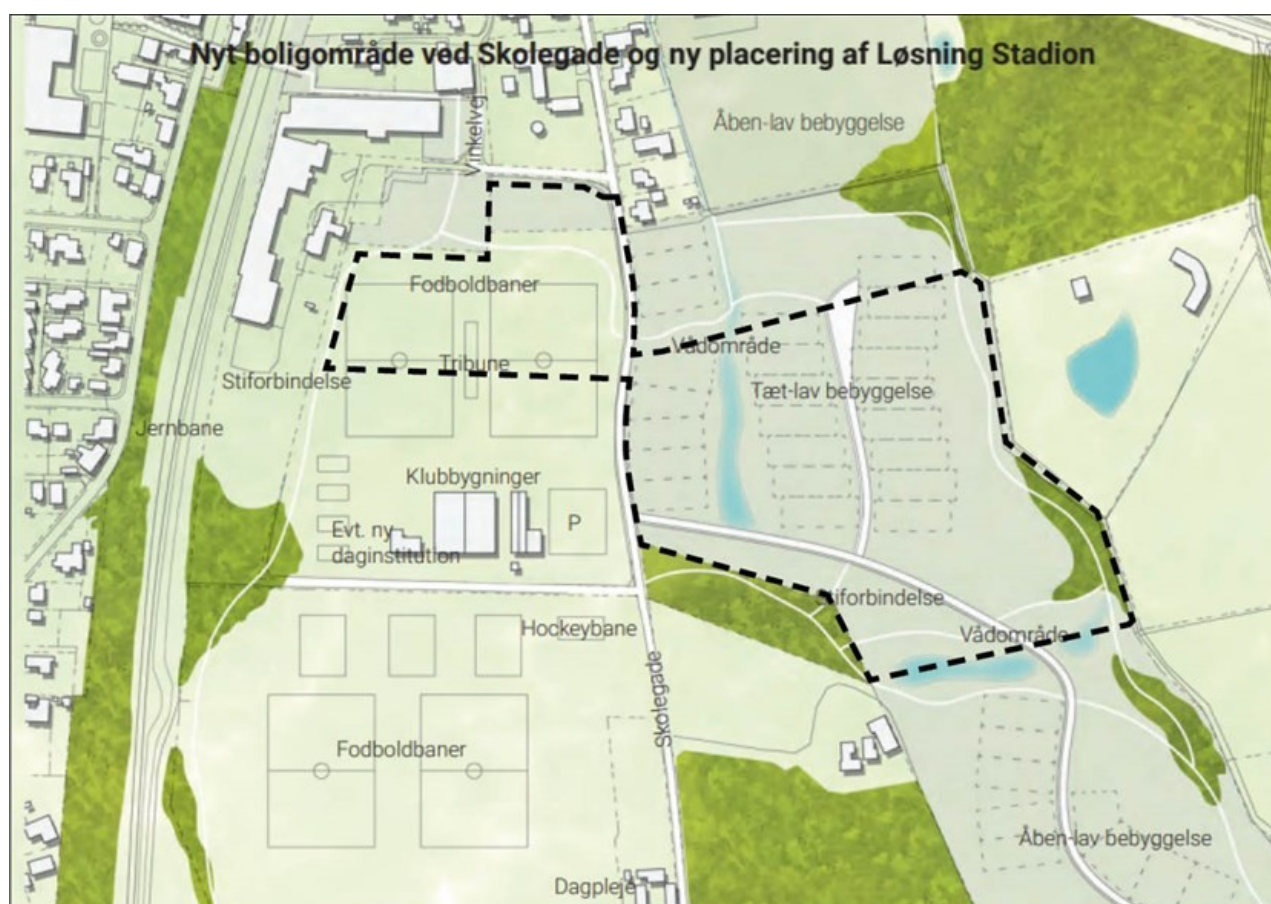 Nyt boligområde ved Skolegade og ny placering af Løsning Stadion
Vinkelvej
Åben-lav bebyggelse
Fodboldbaner
Vådområde
Tribune
Stiforbindelse
Tæt-lav bebyggelse
Jernbane
Klubbygninger
P
Evt. ny
daginstitution
Stiforbindelse
Hockeybane
Vådområde
Skolegade
Fodboldbaner
Åben-lav bebyggelse
Dagpleje